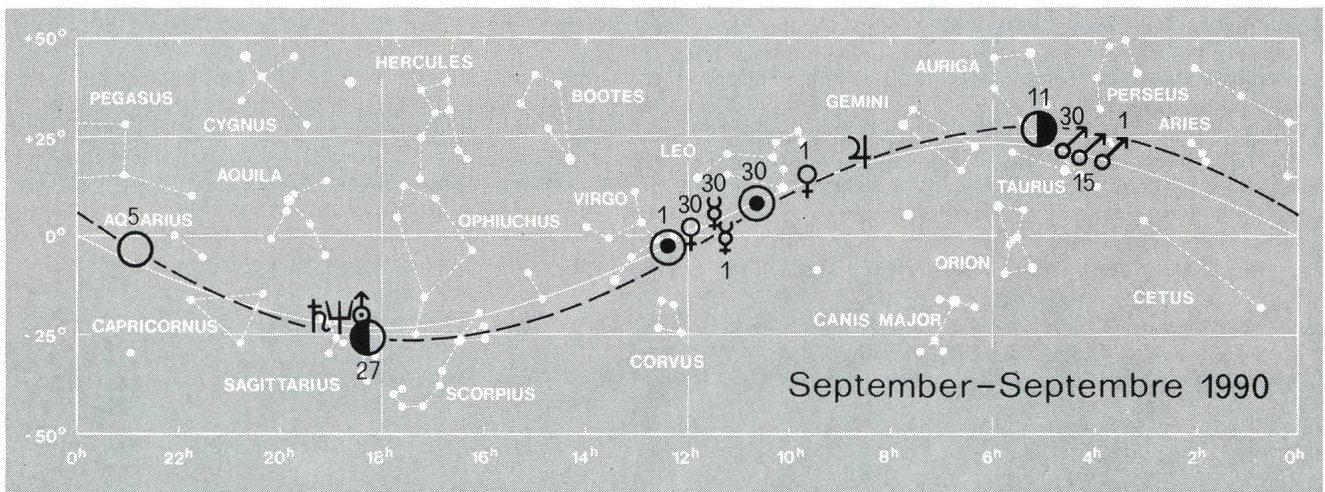 +50°
HERCULES
AURIGA
PEGASUS
BOOTES
GEMINI
11
PERSEUS
CYGNUS
30
1
ARIES
+25°
LEO
1
AQUILA
30
30
TAURUS
15
VIRGO
5
AQUARIUS
OPHIUCHUS
1
30
0°
1
ORION
CETUS
CAPRICORNUS
CANIS MAJOR
-25°
27
CORVUS
SAGITTARIUS
SCORPIUS
September–Septembre 1990
-50°
0h 22h 20h 18h 16h 14h 12h 10h 8h 6h 4h 2h 0h